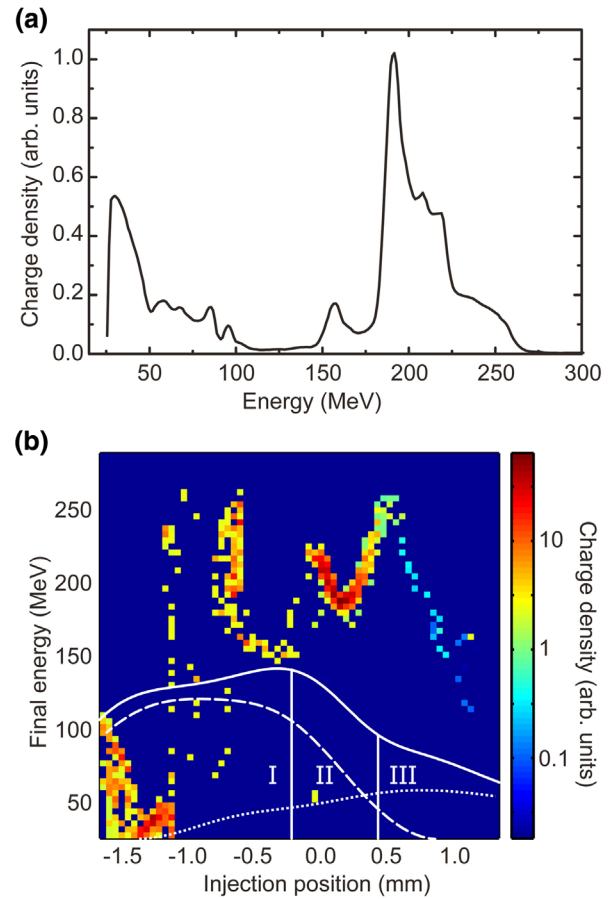 (a)
Charge density (arb. units)
1.0
0.8
0.6
0.4
0.2
0.0
50 100 150 200 250 300
Energy (MeV)
(b)
Final energy (MeV)
250
200
150
100
50
I II III
-1.5 -1.0 -0.5 0.0 0.5 1.0
Injection position (mm)
10
1
0.1
Charge density (arb. units)